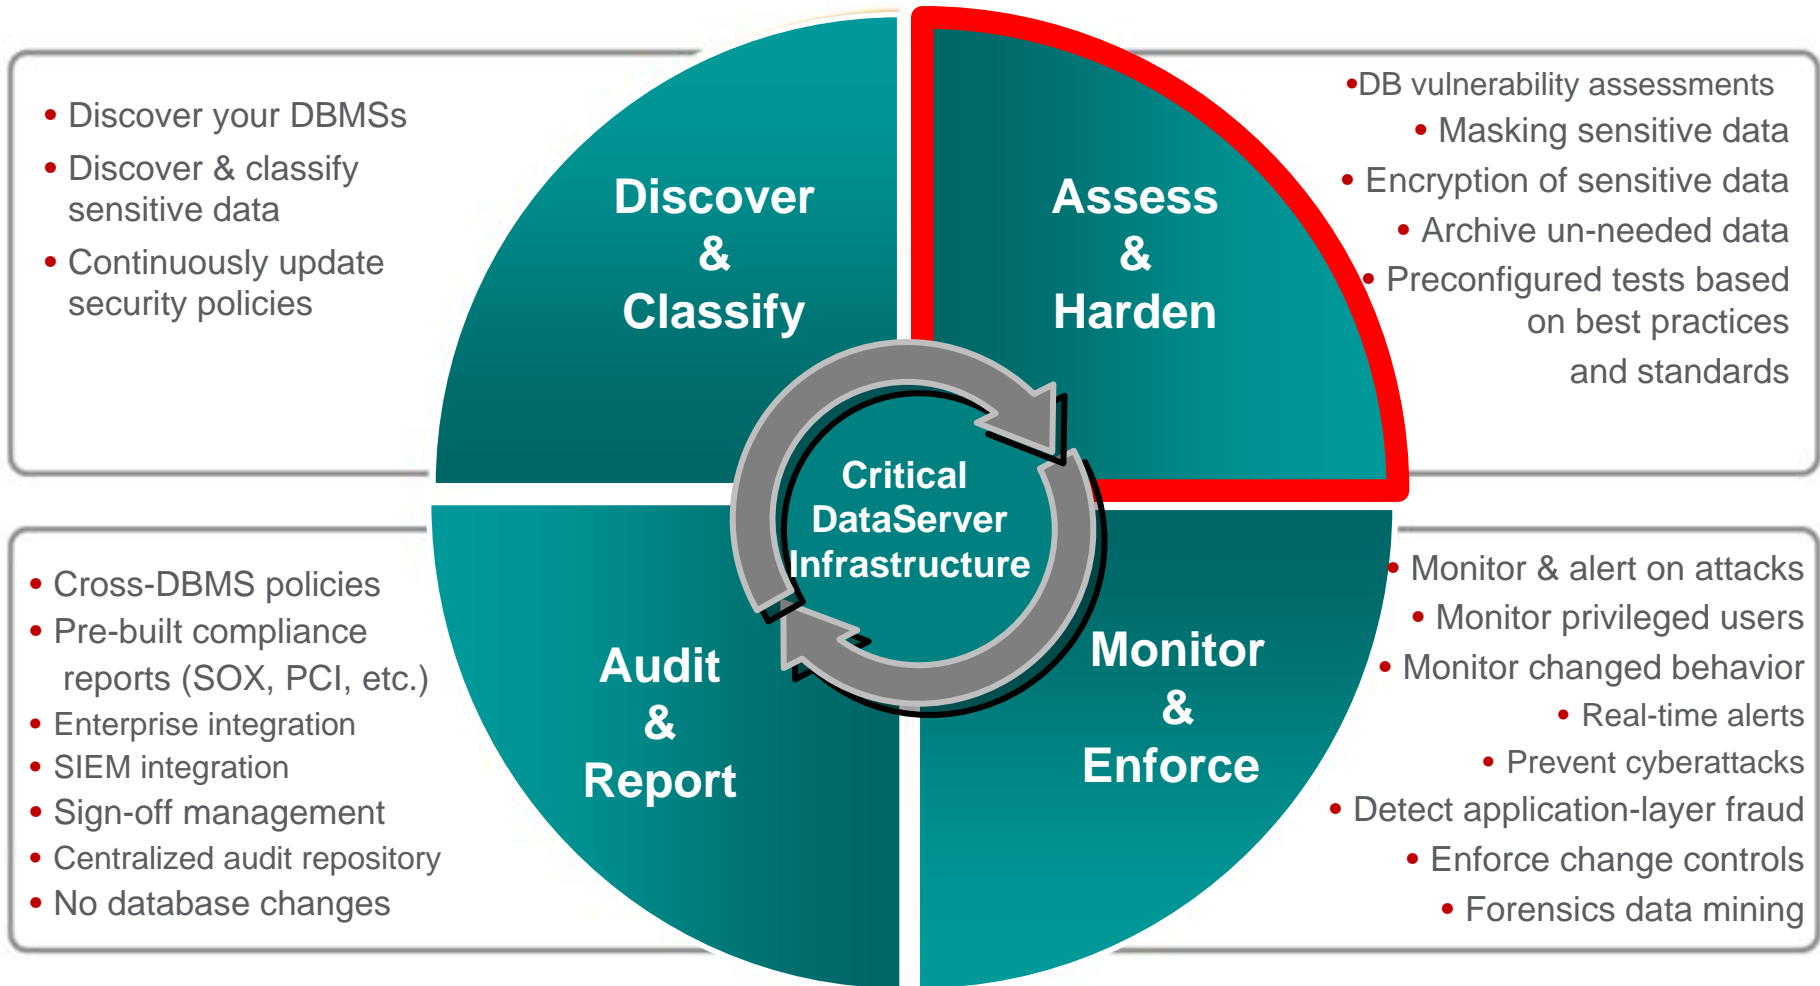 • Discover your DBMSs
• Discover & classify
sensitive data
• Continuously update
security policies
Discover
&
Classify
Assess
&
Harden
•DB vulnerability assessments
• Masking sensitive data
• Encryption of sensitive data
• Archive un-needed data
• Preconfigured tests based
on best practices
and standards
Critical
DataServer
Infrastructure
• Cross-DBMS policies
• Pre-built compliance
reports (SOX, PCI, etc.)
• Enterprise integration
• SIEM integration
• Sign-off management
• Centralized audit repository
• No database changes
Audit
&
Report
Monitor
&
Enforce
• Monitor & alert on attacks
• Monitor privileged users
• Monitor changed behavior
• Real-time alerts
• Prevent cyberattacks
• Detect application-layer fraud
• Enforce change controls
• Forensics data mining